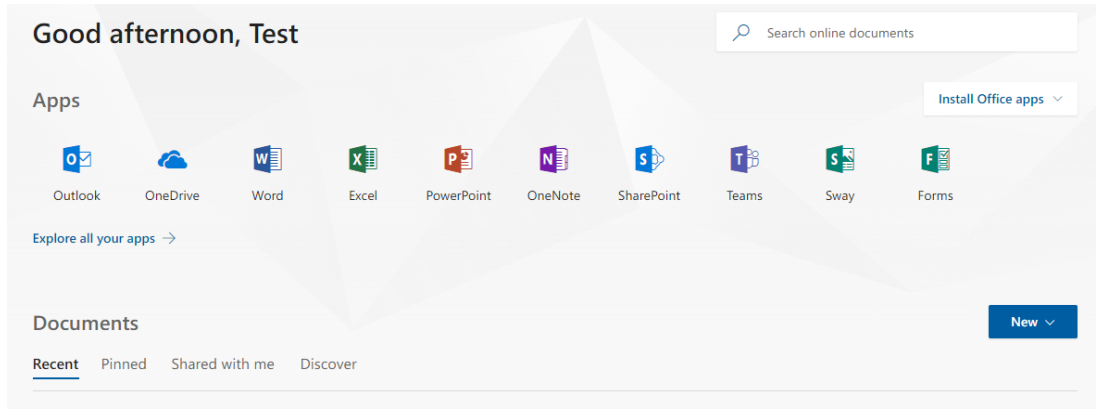 Good afternoon, Test
Search online documents
Apps
Install Office apps
Outlook OneDrive Word Excel PowerPoint OneNote SharePoint Teams Sway Forms
Explore all your apps →
Documents
New
Recent Pinned Shared with me Discover